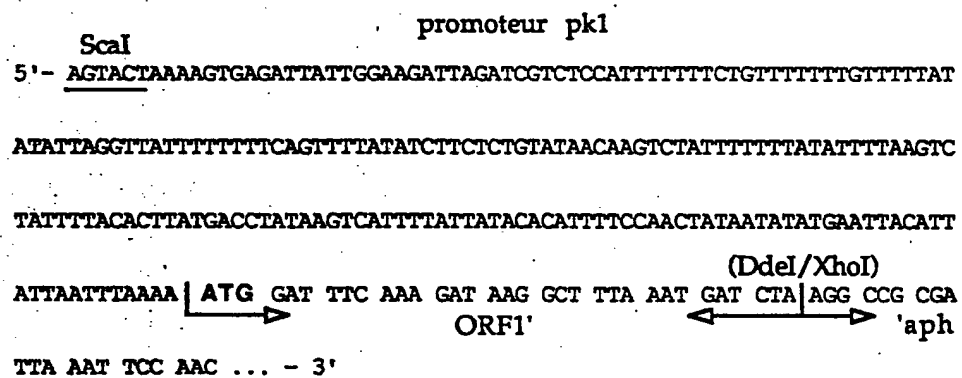 promoteur pk1
ScaI
5'- AGTACTAAAAGTGAGATTATTGGAAGATTAGATCGTCTCCATTTTTTTCTGTTTTTTTGTTTTTAT
ATATTAGGTTATTTTTTTTCAGTTTTATATCTTCTCTGTATAACAAGTCTATTTTTTTATATTTTAAGTC
TATTTTACACTTATGACCTATAAGTCATTTTATTATACACATTTTCCAACTATAATATATGAATTACATT
(DdeI/XhoI)
ATTAATTTAAAA ATG GAT TTC AAA GAT AAG GCT TTA AAT GAT CTA AGG CCG CGA
ORF1' 'aph
TTA AAT TCC AAC ... - 3'